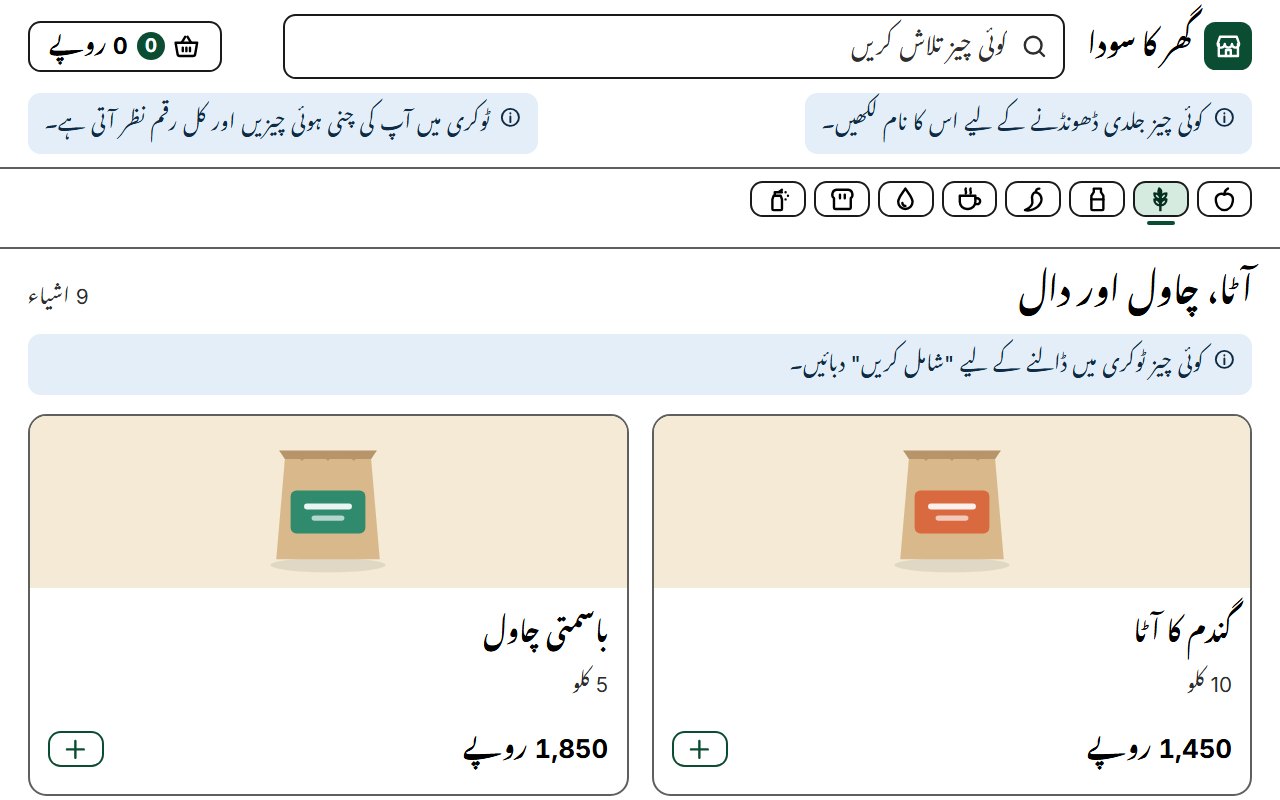 گھر کا سودا
کوئی چیز تلاش کریں
0 0 روپے
کوئی چیز جلدی ڈھونڈنے کے لیے اس کا نام لکھیں۔
ٹوکری میں آپ کی چنی ہوئی چیزیں اور کل رقم نظر آتی ہے۔
آٹا، چاول اور دال
9 اشیاء
کوئی چیز ٹوکری میں ڈالنے کے لیے "شامل کریں" دبائیں۔
گندم کا آٹا
10 کلو
1,450 روپے
باسمتی چاول
5 کلو
1,850 روپے